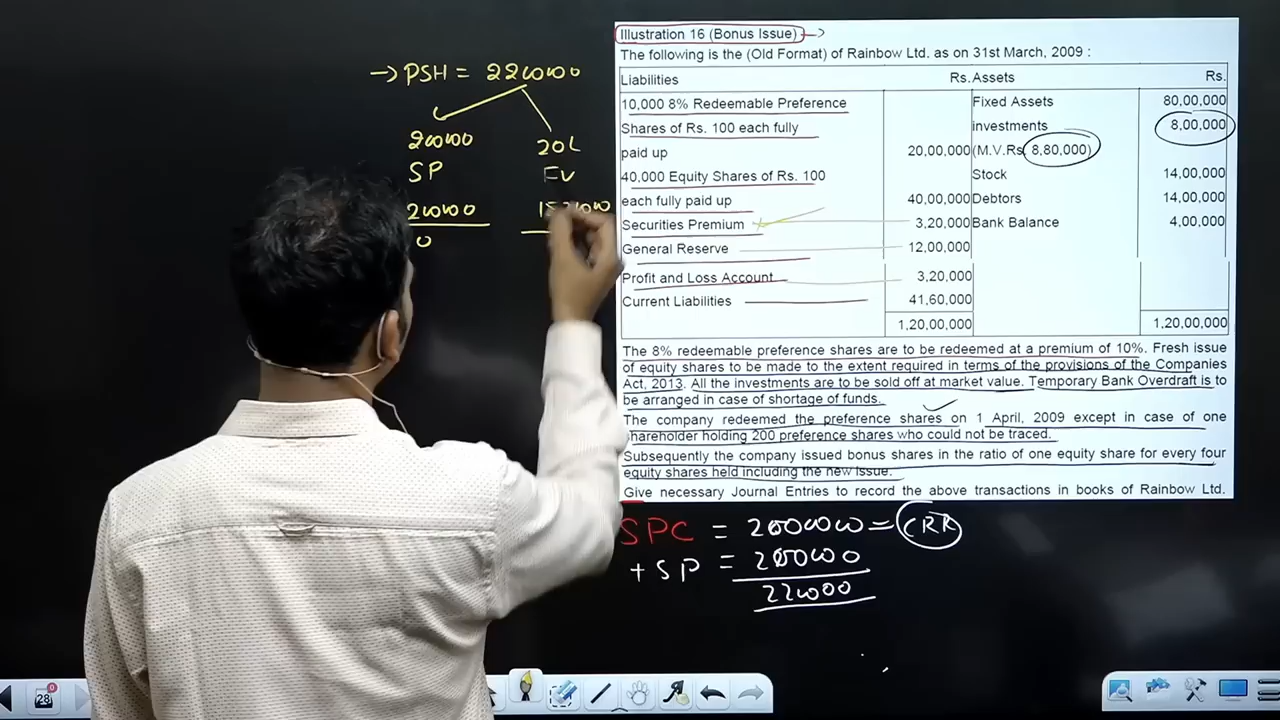 → PSH = 2200000
200000 20L
SP FV
200000
0
Illustration 16 (Bonus Issue) →
The following is the (Old Format) of Rainbow Ltd. as on 31st March, 2009 :
Liabilities Rs. Assets Rs.
10,000 8% Redeemable Preference Fixed Assets 80,00,000
Shares of Rs. 100 each fully investments 8,00,000
paid up 20,00,000 (M.V.Rs 8,80,000)
40,000 Equity Shares of Rs. 100 Stock 14,00,000
each fully paid up 40,00,000 Debtors 14,00,000
Securities Premium 3,20,000 Bank Balance 4,00,000
General Reserve 12,00,000
Profit and Loss Account 3,20,000
Current Liabilities 41,60,000
1,20,00,000 1,20,00,000
The 8% redeemable preference shares are to be redeemed at a premium of 10%. Fresh issue
of equity shares to be made to the extent required in terms of the provisions of the Companies
Act, 2013. All the investments are to be sold off at market value. Temporary Bank Overdraft is to
be arranged in case of shortage of funds.
The company redeemed the preference shares on 1 April, 2009 except in case of one
shareholder holding 200 preference shares who could not be traced.
Subsequently the company issued bonus shares in the ratio of one equity share for every four
equity shares held including the new issue.
Give necessary Journal Entries to record the above transactions in books of Rainbow Ltd.
SPC = 2000000 = CRR
+ SP = 200000
220000
28